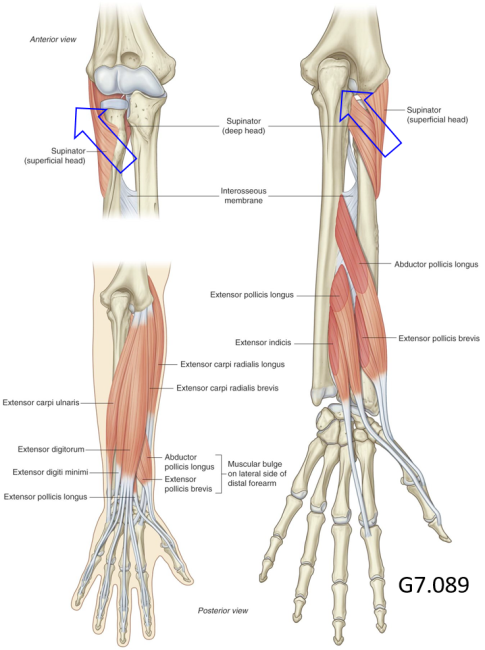 Anterior view
Supinator
(superficial head)
Supinator
(deep head)
Supinator
(superficial head)
Interosseous
membrane
Abductor pollicis longus
Extensor pollicis longus
Extensor indicis
Extensor pollicis brevis
Extensor carpi radialis longus
Extensor carpi radialis brevis
Extensor carpi ulnaris
Extensor digitorum
Extensor digiti minimi
Extensor pollicis longus
Abductor
pollicis longus
Extensor
pollicis brevis
Muscular bulge
on lateral side of
distal forearm
G7.089
Posterior view